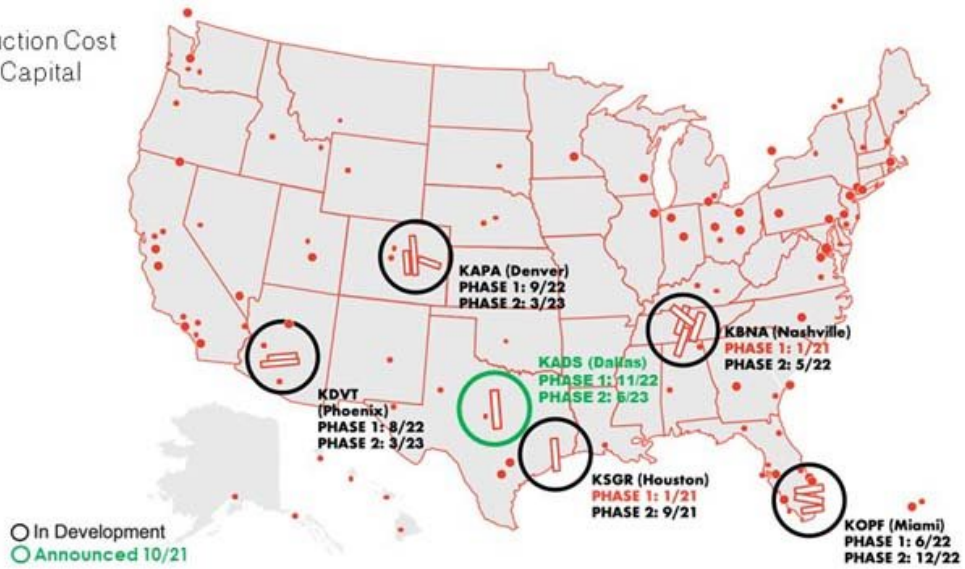 Cost
Capital
KAPA (Denver)
PHASE 1: 9/22
PHASE 2: 3/23
KBNA (Nashville)
PHASE 1: 1/21
PHASE 2: 5/22
KADS (Dallas)
PHASE 1: 11/22
PHASE 2: 6/23
KDVT
(Phoenix)
PHASE 1: 8/22
PHASE 2: 3/23
KSGR (Houston)
PHASE 1: 1/21
PHASE 2: 9/21
KOPF (Miami)
PHASE 1: 6/22
PHASE 2: 12/22
In Development
Announced 10/21